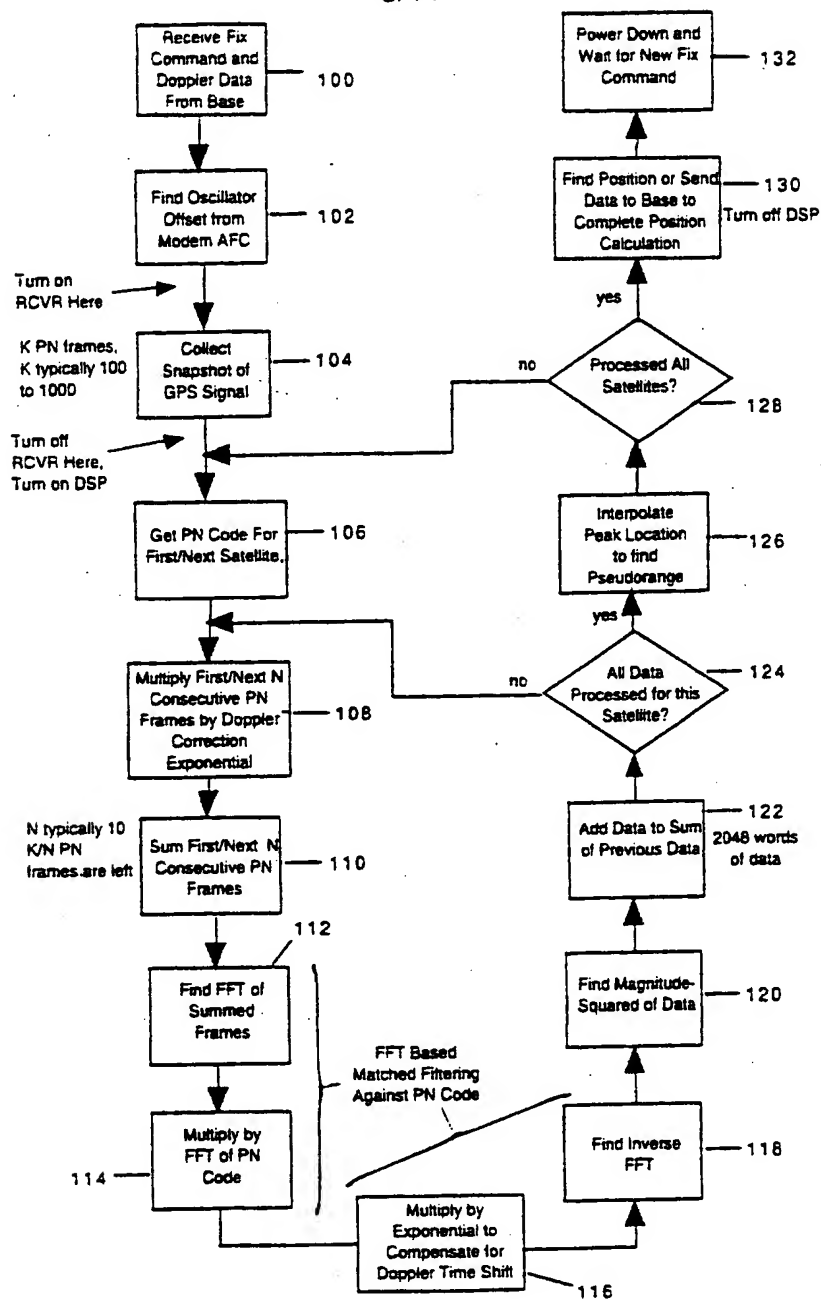 Receive Fix
Command and
Doppler Data
From Base
100
Find Oscillator
Offset from
Modem AFC
102
Turn on
RCVR Here
K PN frames,
K typically 100
to 1000
Collect
Snapshot of
GPS Signal
104
Turn off
RCVR Here,
Turn on DSP
Get PN Code For
First/Next Satellite.
106
Multiply First/Next N
Consecutive PN
Frames by Doppler
Correction
Exponential
108
N typically 10
K/N PN
frames are left
Sum First/Next N
Consecutive PN
Frames
110
112
Find FFT of
Summed
Frames
FFT Based
Matched Filtering
Against PN Code
Multiply by
FFT of PN
Code
114
Multiply by
Exponential to
Compensate for
Doppler Time Shift
116
Find Inverse
FFT
118
Find Magnitude-
Squared of Data
120
Add Data to Sum
of Previous Data
122
2048 words
of data
All Data
Processed for this
Satellite?
124
no
yes
Interpolate
Peak Location
to find
Pseudorange
126
Processed All
Satellites?
128
no
yes
Find Position or Send
Data to Base to
Complete Position
Calculation
130
Turn off DSP
Power Down and
Wait for New Fix
Command
132